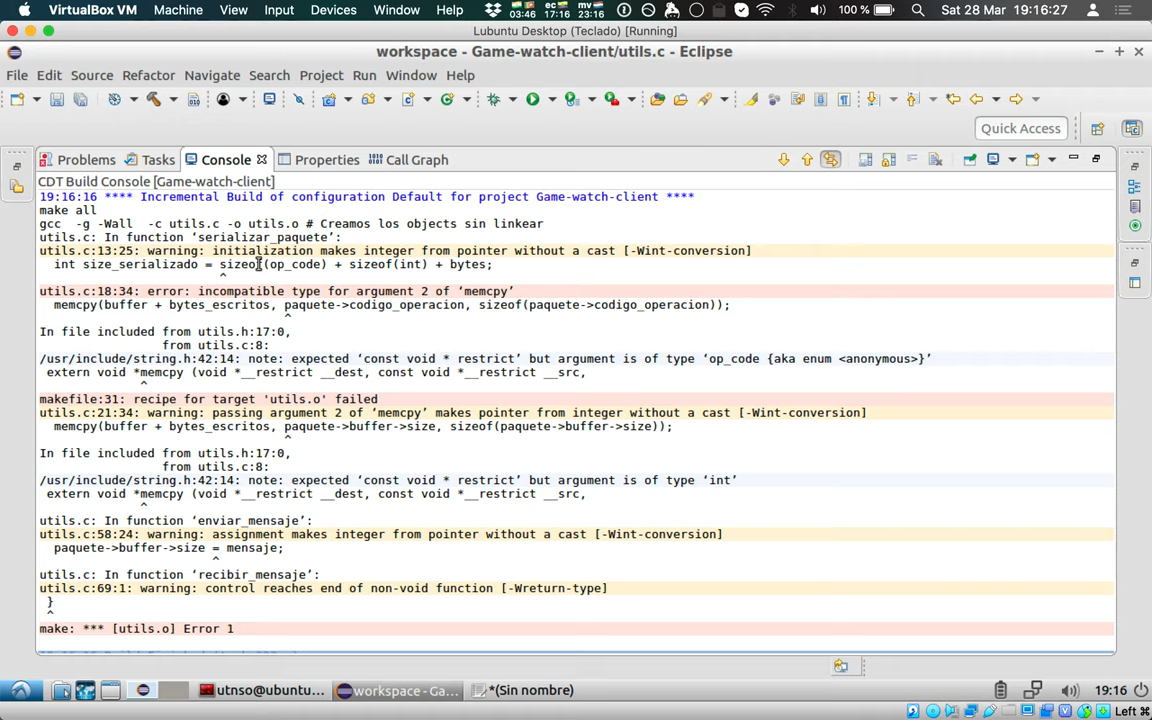 VirtualBox VM Machine View Input Devices Window Help
03:46 ec 17:16 mv 23:16 100 % Sat 28 Mar 19:16:27
Lubuntu Desktop (Teclado) [Running]
workspace - Game-watch-client/utils.c - Eclipse
File Edit Source Refactor Navigate Search Project Run Window Help
Quick Access
Problems Tasks Console Properties Call Graph
CDT Build Console [Game-watch-client]
19:16:16 **** Incremental Build of configuration Default for project Game-watch-client ****
make all
gcc -g -Wall -c utils.c -o utils.o # Creamos los objects sin linkear
utils.c: In function ‘serializar_paquete’:
utils.c:13:25: warning: initialization makes integer from pointer without a cast [-Wint-conversion]
int size_serializado = sizeof(op_code) + sizeof(int) + bytes;
^
utils.c:18:34: error: incompatible type for argument 2 of ‘memcpy’
memcpy(buffer + bytes_escritos, paquete->codigo_operacion, sizeof(paquete->codigo_operacion));
^
In file included from utils.h:17:0,
from utils.c:8:
/usr/include/string.h:42:14: note: expected ‘const void * restrict’ but argument is of type ‘op_code {aka enum <anonymous>}’
extern void *memcpy (void *__restrict __dest, const void *__restrict __src,
^
makefile:31: recipe for target 'utils.o' failed
utils.c:21:34: warning: passing argument 2 of ‘memcpy’ makes pointer from integer without a cast [-Wint-conversion]
memcpy(buffer + bytes_escritos, paquete->buffer->size, sizeof(paquete->buffer->size));
^
In file included from utils.h:17:0,
from utils.c:8:
/usr/include/string.h:42:14: note: expected ‘const void * restrict’ but argument is of type ‘int’
extern void *memcpy (void *__restrict __dest, const void *__restrict __src,
^
utils.c: In function ‘enviar_mensaje’:
utils.c:58:24: warning: assignment makes integer from pointer without a cast [-Wint-conversion]
paquete->buffer->size = mensaje;
^
utils.c: In function ‘recibir_mensaje’:
utils.c:69:1: warning: control reaches end of non-void function [-Wreturn-type]
}
^
make: *** [utils.o] Error 1
utnso@ubuntu... workspace - Ga... *(Sin nombre) 19:16
Left ⌘